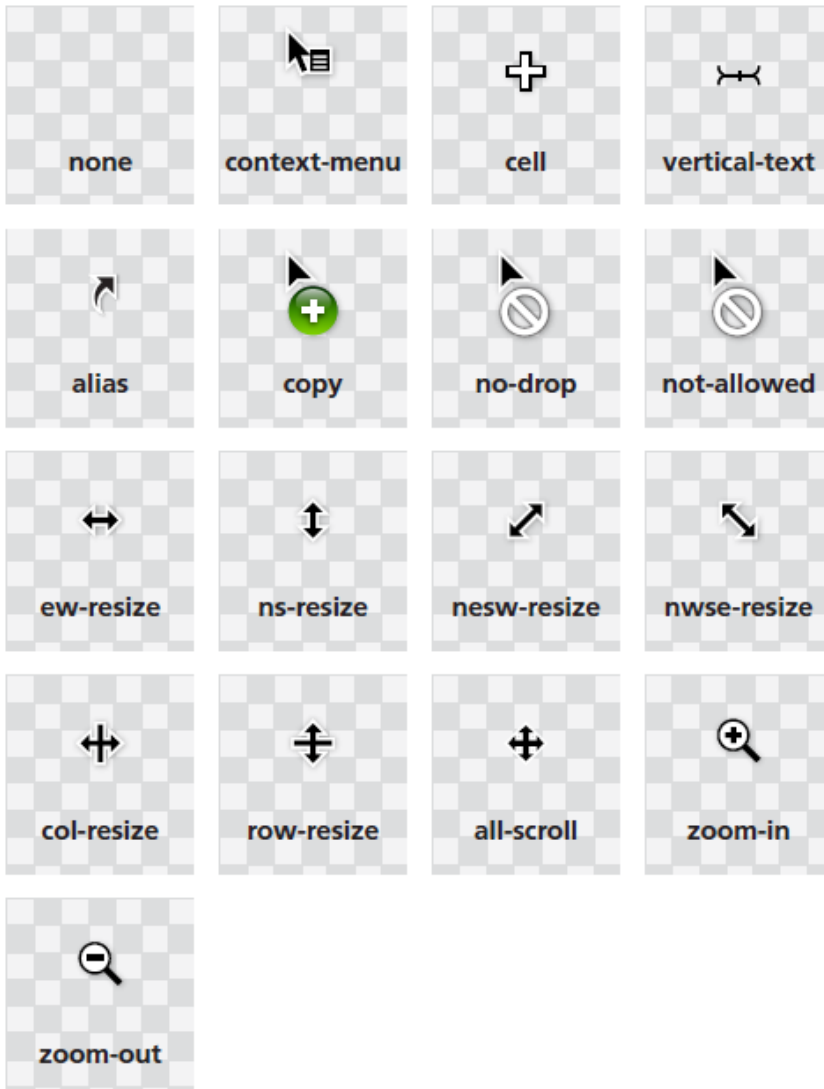 none
context-menu
cell
vertical-text
alias
copy
no-drop
not-allowed
ew-resize
ns-resize
nesw-resize
nwse-resize
col-resize
row-resize
all-scroll
zoom-in
zoom-out